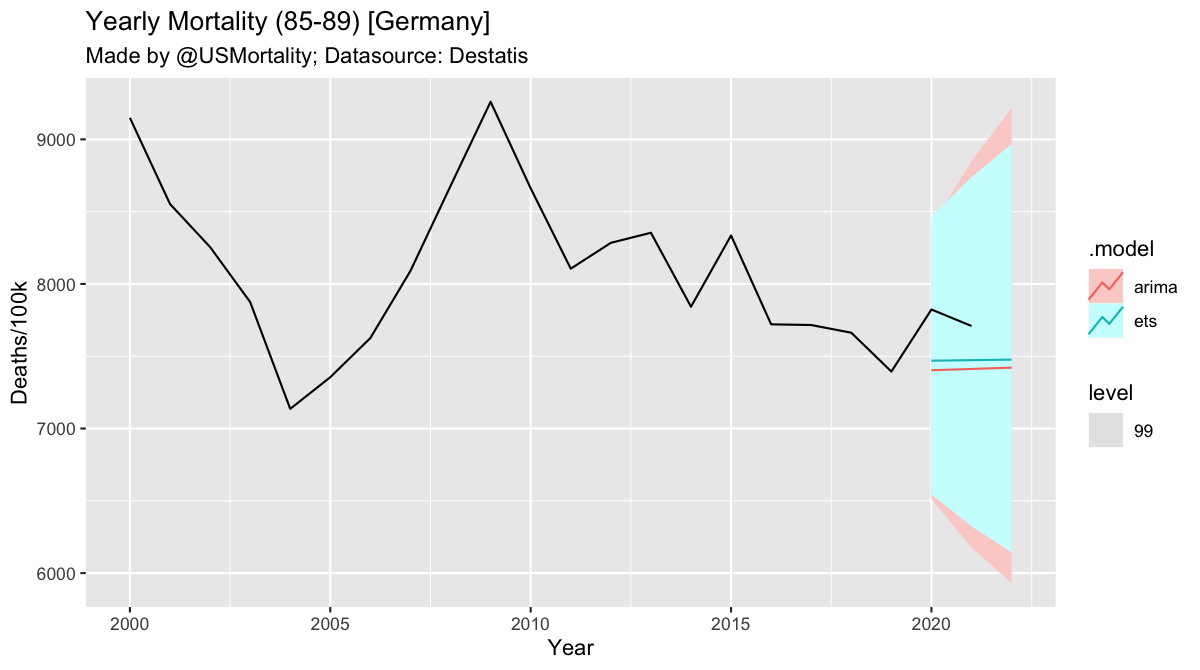 Yearly Mortality (85-89) [Germany]
Made by @USMortality; Datasource: Destatis
Deaths/100k
9000
8000
7000
6000
2000
2005
2010
2015
2020
Year
.model
arima
ets
level
99